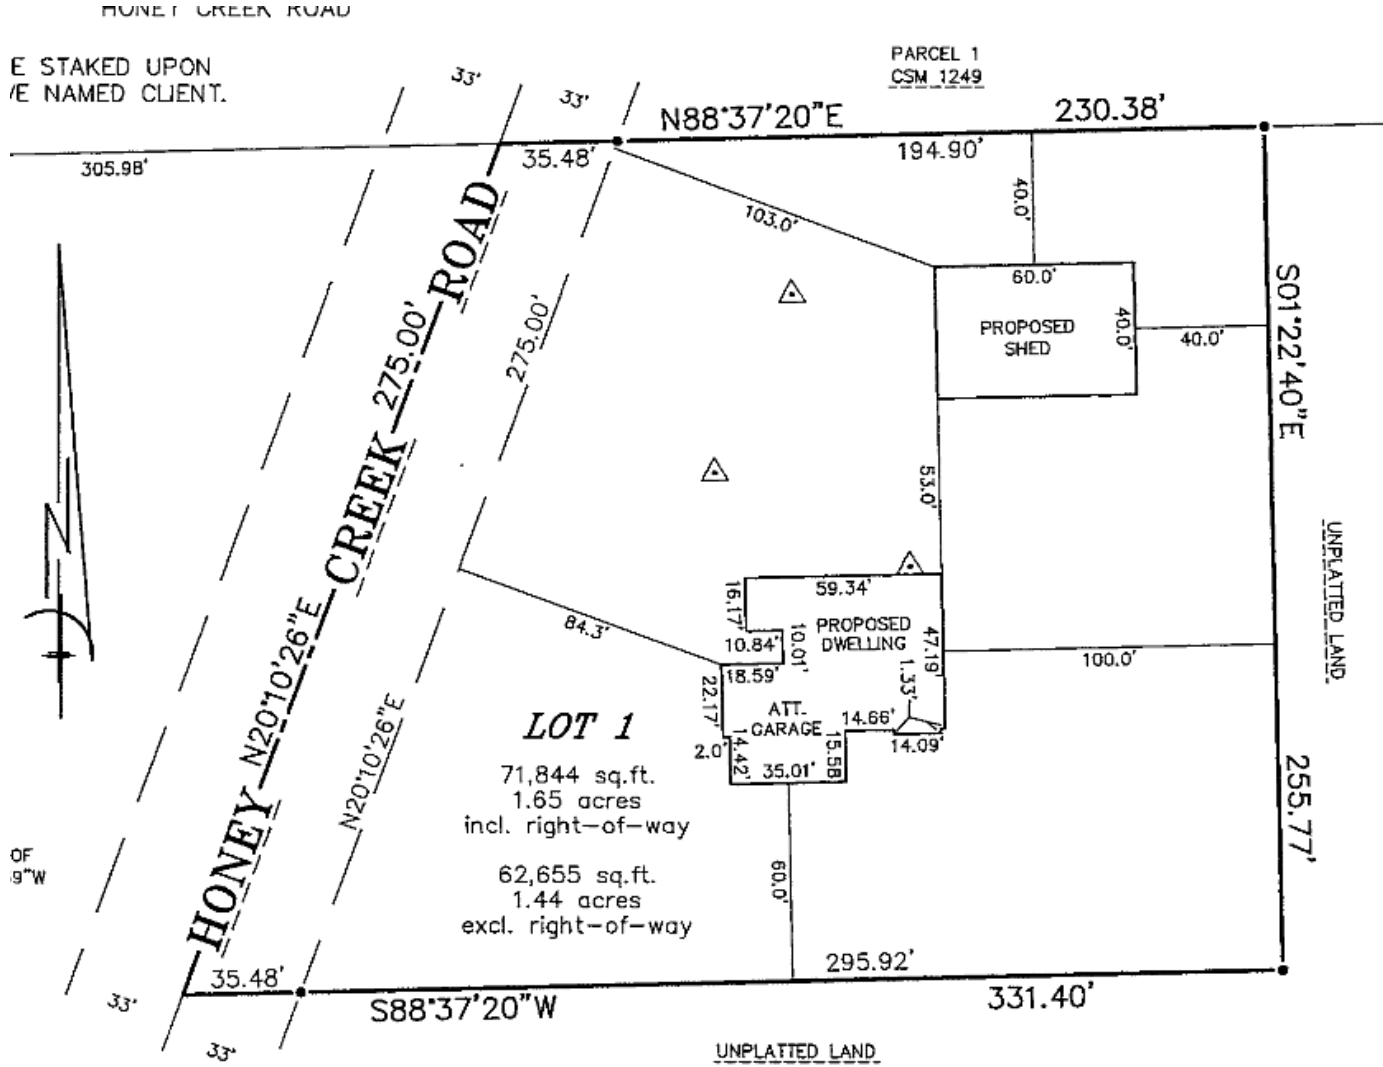 HONEY CREEK ROAD
E STAKED UPON
VE NAMED CLIENT.
33'
33'
PARCEL 1
CSM 1249
N88°37'20"E
230.38'
305.98'
35.48'
194.90'
103.0'
40.0'
60.0'
PROPOSED
SHED
40.0'
40.0'
S01°22'40"E
HONEY CREEK ROAD
N20°10'26"E
275.00'
275.00'
N20°10'26"E
N
53.0'
84.3'
59.34'
16.17'
PROPOSED
DWELLING
10.84'
10.01'
47.19'
18.59'
1.33'
100.0'
22.17'
ATT.
GARAGE
14.66'
14.09'
2.0'
14.42'
35.01'
15.58'
UNPLATTED LAND
255.77'
LOT 1
71,844 sq.ft.
1.65 acres
incl. right-of-way
62,655 sq.ft.
1.44 acres
excl. right-of-way
60.0'
OF
9"W
35.48'
295.92'
S88°37'20"W
331.40'
33'
33'
UNPLATTED LAND